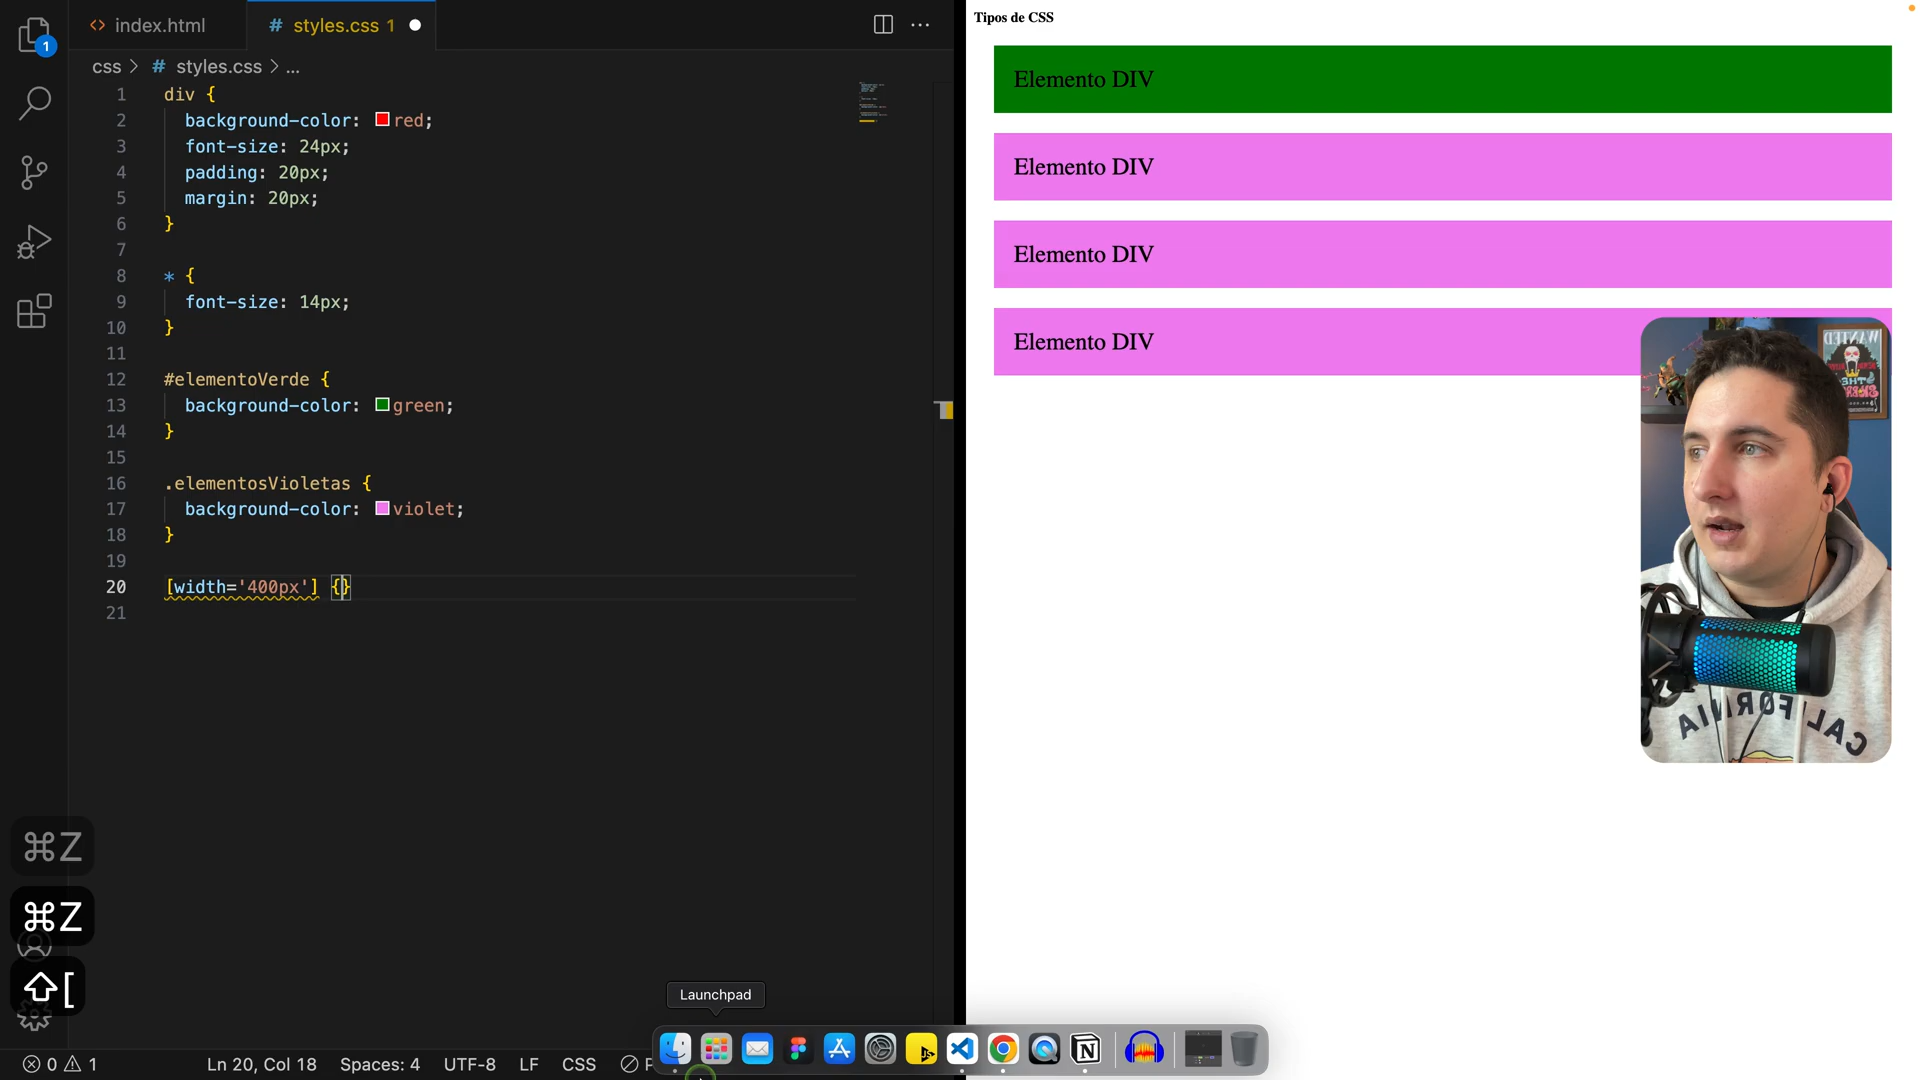 index.html
# styles.css 1
css > # styles.css > ...
1 div {
2 background-color: red;
3 font-size: 24px;
4 padding: 20px;
5 margin: 20px;
6 }
7
8 * {
9 font-size: 14px;
10 }
11
12 #elementoVerde {
13 background-color: green;
14 }
15
16 .elementosVioletas {
17 background-color: violet;
18 }
19
20 [width='400px'] {}
21
⌘Z
⌘Z
⇧[
Launchpad
0 1 Ln 20, Col 18 Spaces: 4 UTF-8 LF CSS
1
Tipos de CSS
Elemento DIV
Elemento DIV
Elemento DIV
Elemento DIV
WANTED
THE
CALIFORNIA